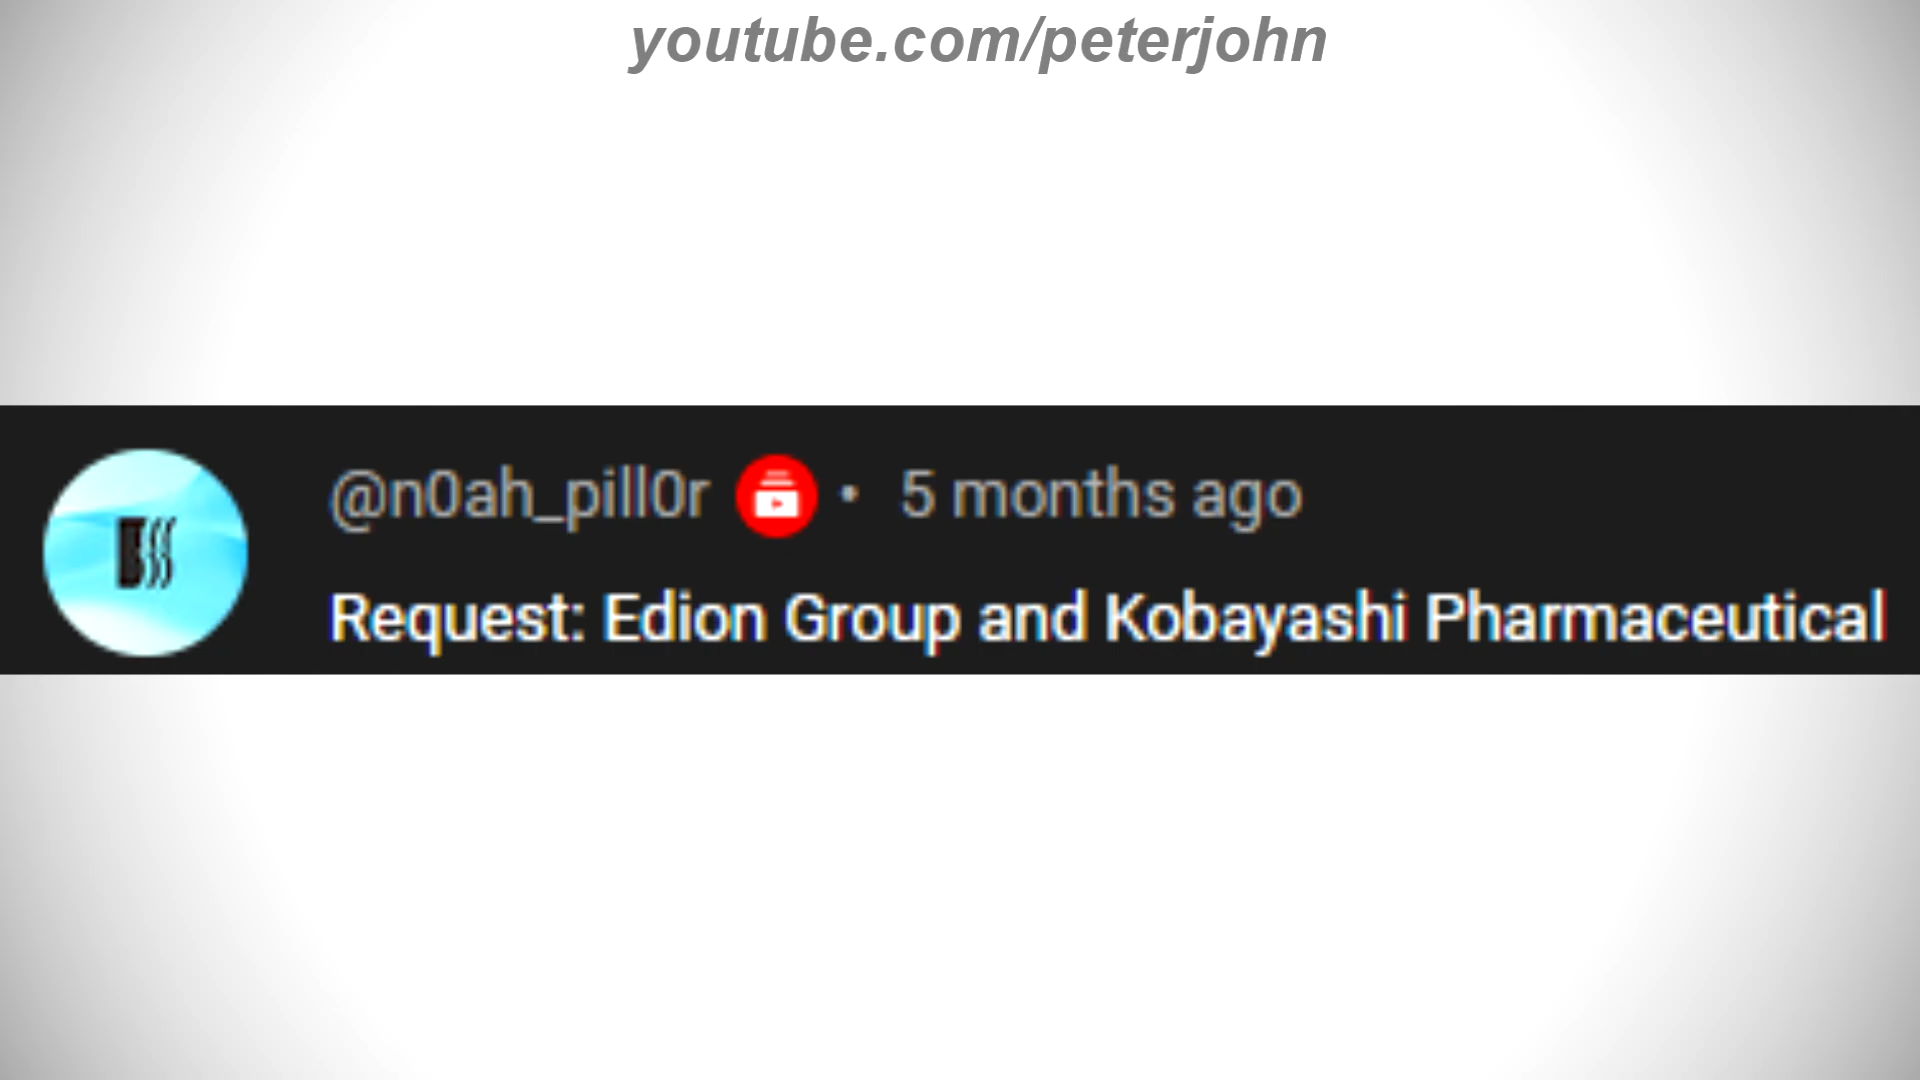 youtube.com/peterjohn
@n0ah_pill0r • 5 months ago
Request: Edion Group and Kobayashi Pharmaceutical